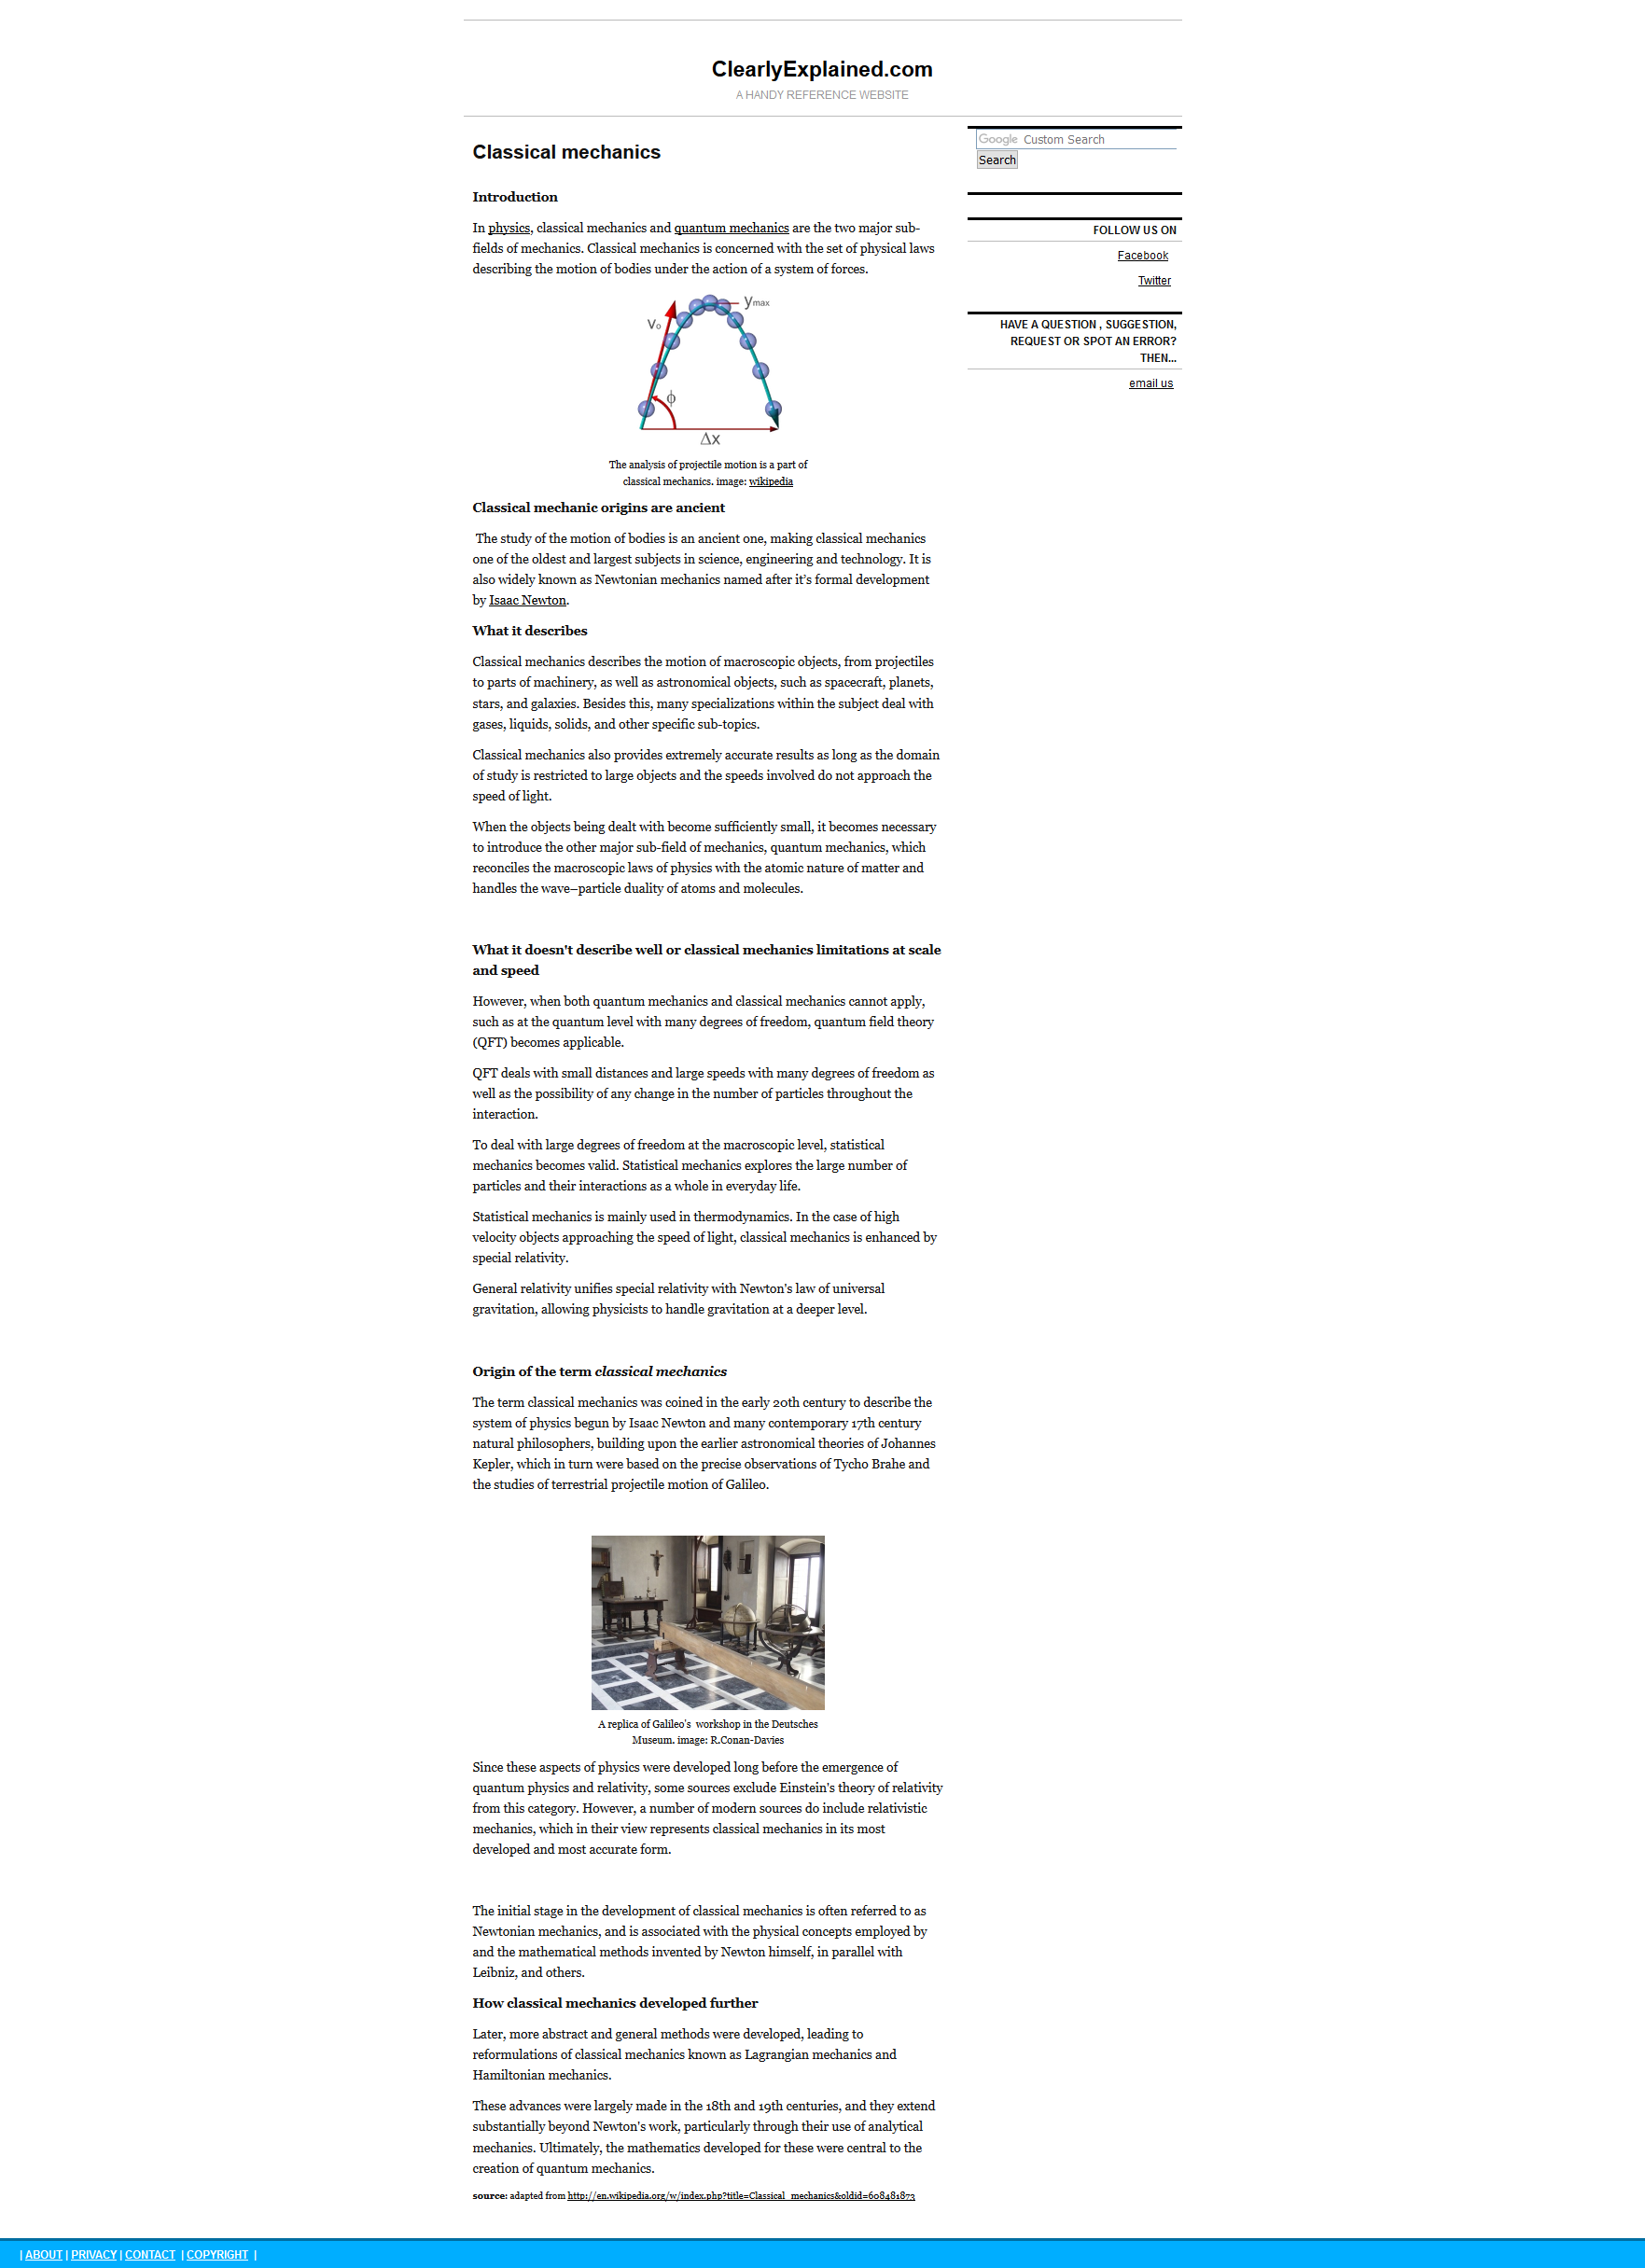 ClearlyExplained.com
A HANDY REFERENCE WEBSITE
Classical mechanics
Introduction
In physics, classical mechanics and quantum mechanics are the two major sub-
fields of mechanics. Classical mechanics is concerned with the set of physical laws
describing the motion of bodies under the action of a system of forces.
ymax
v₀
ϕ
Δx
The analysis of projectile motion is a part of
classical mechanics. image: wikipedia
Classical mechanic origins are ancient
The study of the motion of bodies is an ancient one, making classical mechanics
one of the oldest and largest subjects in science, engineering and technology. It is
also widely known as Newtonian mechanics named after it's formal development
by Isaac Newton.
What it describes
Classical mechanics describes the motion of macroscopic objects, from projectiles
to parts of machinery, as well as astronomical objects, such as spacecraft, planets,
stars, and galaxies. Besides this, many specializations within the subject deal with
gases, liquids, solids, and other specific sub-topics.
Classical mechanics also provides extremely accurate results as long as the domain
of study is restricted to large objects and the speeds involved do not approach the
speed of light.
When the objects being dealt with become sufficiently small, it becomes necessary
to introduce the other major sub-field of mechanics, quantum mechanics, which
reconciles the macroscopic laws of physics with the atomic nature of matter and
handles the wave–particle duality of atoms and molecules.
What it doesn't describe well or classical mechanics limitations at scale
and speed
However, when both quantum mechanics and classical mechanics cannot apply,
such as at the quantum level with many degrees of freedom, quantum field theory
(QFT) becomes applicable.
QFT deals with small distances and large speeds with many degrees of freedom as
well as the possibility of any change in the number of particles throughout the
interaction.
To deal with large degrees of freedom at the macroscopic level, statistical
mechanics becomes valid. Statistical mechanics explores the large number of
particles and their interactions as a whole in everyday life.
Statistical mechanics is mainly used in thermodynamics. In the case of high
velocity objects approaching the speed of light, classical mechanics is enhanced by
special relativity.
General relativity unifies special relativity with Newton's law of universal
gravitation, allowing physicists to handle gravitation at a deeper level.
Origin of the term classical mechanics
The term classical mechanics was coined in the early 20th century to describe the
system of physics begun by Isaac Newton and many contemporary 17th century
natural philosophers, building upon the earlier astronomical theories of Johannes
Kepler, which in turn were based on the precise observations of Tycho Brahe and
the studies of terrestrial projectile motion of Galileo.
A replica of Galileo's workshop in the Deutsches
Museum. image: R.Conan-Davies
Since these aspects of physics were developed long before the emergence of
quantum physics and relativity, some sources exclude Einstein's theory of relativity
from this category. However, a number of modern sources do include relativistic
mechanics, which in their view represents classical mechanics in its most
developed and most accurate form.
The initial stage in the development of classical mechanics is often referred to as
Newtonian mechanics, and is associated with the physical concepts employed by
and the mathematical methods invented by Newton himself, in parallel with
Leibniz, and others.
How classical mechanics developed further
Later, more abstract and general methods were developed, leading to
reformulations of classical mechanics known as Lagrangian mechanics and
Hamiltonian mechanics.
These advances were largely made in the 18th and 19th centuries, and they extend
substantially beyond Newton's work, particularly through their use of analytical
mechanics. Ultimately, the mathematics developed for these were central to the
creation of quantum mechanics.
source: adapted from http://en.wikipedia.org/w/index.php?title=Classical_mechanics&oldid=608481873
Google Custom Search
Search
FOLLOW US ON
Facebook
Twitter
HAVE A QUESTION , SUGGESTION,
REQUEST OR SPOT AN ERROR?
THEN...
email us
| ABOUT | PRIVACY | CONTACT | COPYRIGHT |